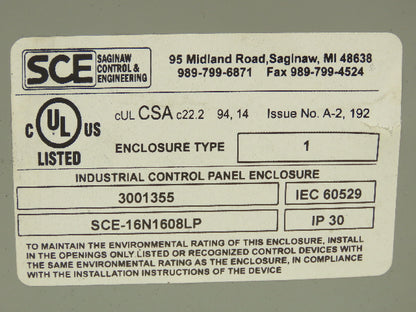 SCE SAGINAW CONTROL & ENGINEERING
95 Midland Road,Saginaw, MI 48638
989-799-6871 Fax 989-799-4524
C UL US LISTED
cUL CSA c22.2 94, 14 Issue No. A-2, 192
ENCLOSURE TYPE 1
INDUSTRIAL CONTROL PANEL ENCLOSURE
3001355 IEC 60529
SCE-16N1608LP IP 30
TO MAINTAIN THE ENVIRONMENTAL RATING OF THIS ENCLOSURE, INSTALL
IN THE OPENINGS ONLY LISTED OR RECOGNIZED CONTROL DEVICES WITH
THE SAME ENVIRONMENTAL RATING AS THE ENCLOSURE, IN COMPLIANCE
WITH THE INSTALLATION INSTRUCTIONS OF THE DEVICE